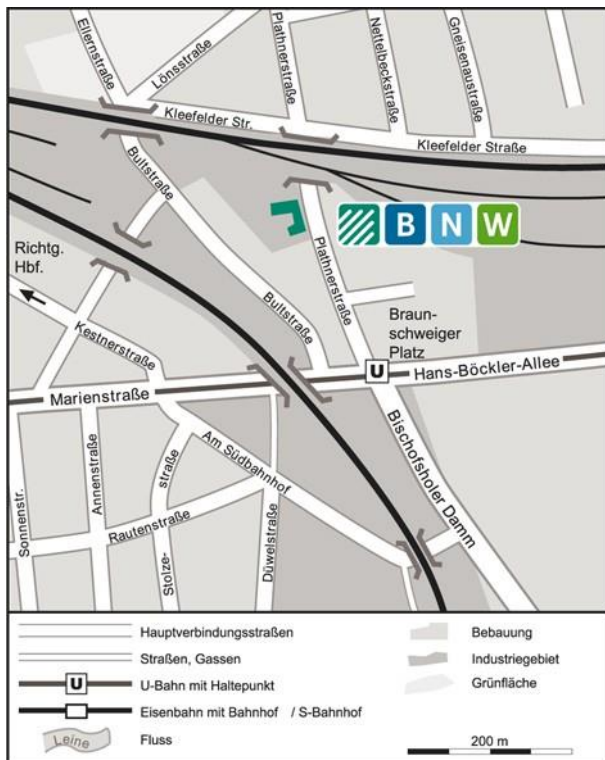 Ellernstraße
Lönsstraße
Plathnerstraße
Nettelbeckstraße
Gneisenaustraße
Kleefelder Str.
Kleefelder Straße
Bultstraße
B N W
Plathnerstraße
Richtg.
Hbf.
Bultstraße
Braun-
schweiger
Platz
Kestnerstraße
U
Hans-Böckler-Allee
Marienstraße
Bischofsholer Damm
Am Südbahnhof
Sonnenstr.
Annenstraße
Stolze-
straße
Rautenstraße
Düwelstraße
Hauptverbindungsstraßen
Straßen, Gassen
U
U-Bahn mit Haltepunkt
Eisenbahn mit Bahnhof / S-Bahnhof
Leine
Fluss
Bebauung
Industriegebiet
Grünfläche
200 m